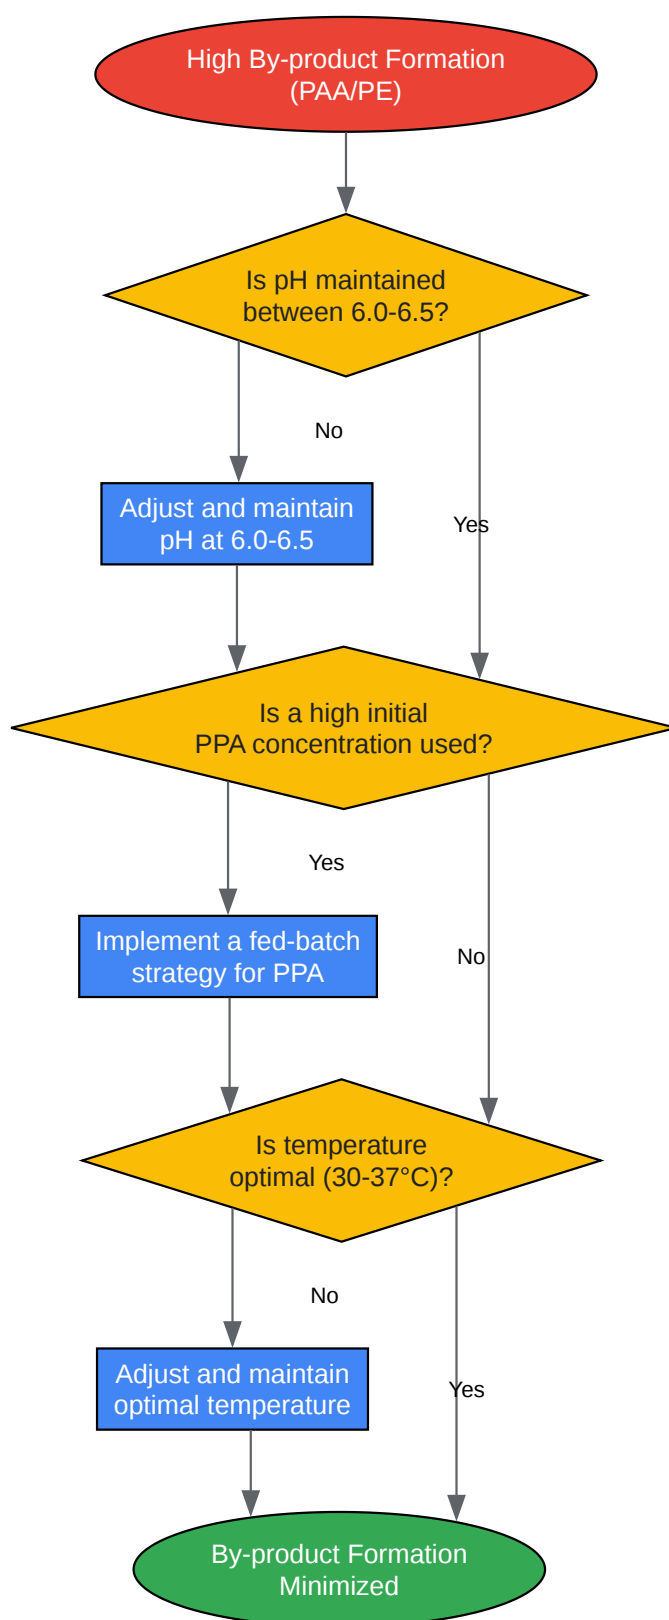 High By-product Formation
(PAA/PE)
Is pH maintained
between 6.0-6.5?
No
Adjust and maintain
pH at 6.0-6.5
Yes
Is a high initial
PPA concentration used?
Yes
Implement a fed-batch
strategy for PPA
No
Is temperature
optimal (30-37°C)?
No
Adjust and maintain
optimal temperature
Yes
By-product Formation
Minimized